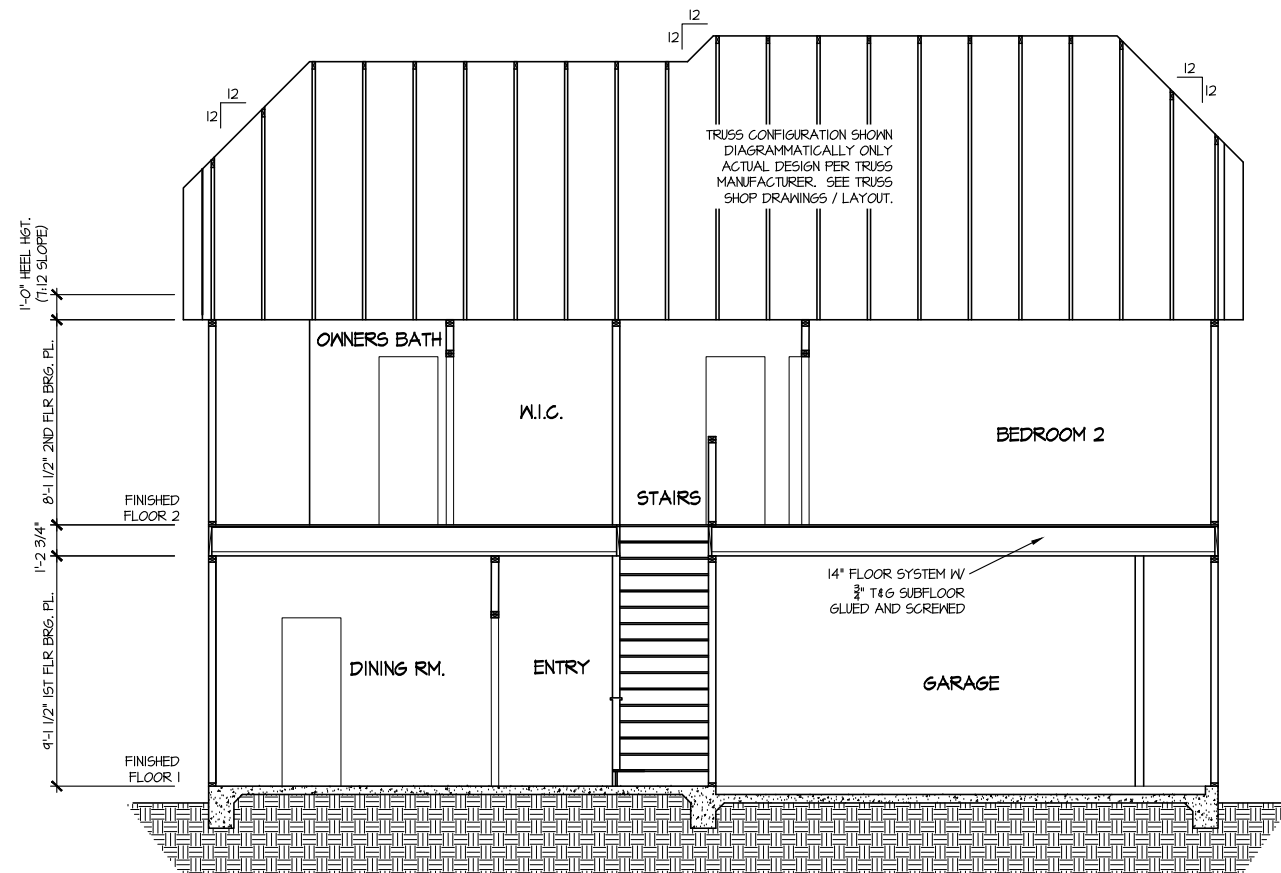 12
12
12
12
12
12
TRUSS CONFIGURATION SHOWN
DIAGRAMMATICALLY ONLY
ACTUAL DESIGN PER TRUSS
MANUFACTURER. SEE TRUSS
SHOP DRAWINGS / LAYOUT.
1'-0" HEEL HGT.
(7:12 SLOPE)
8'-1 1/2" 2ND FLR BRG. PL.
1'-2 3/4"
9'-1 1/2" 1ST FLR BRG. PL.
OWNERS BATH
W.I.C.
BEDROOM 2
STAIRS
FINISHED
FLOOR 2
14" FLOOR SYSTEM W/
3/4" T&G SUBFLOOR
GLUED AND SCREWED
DINING RM.
ENTRY
GARAGE
FINISHED
FLOOR 1